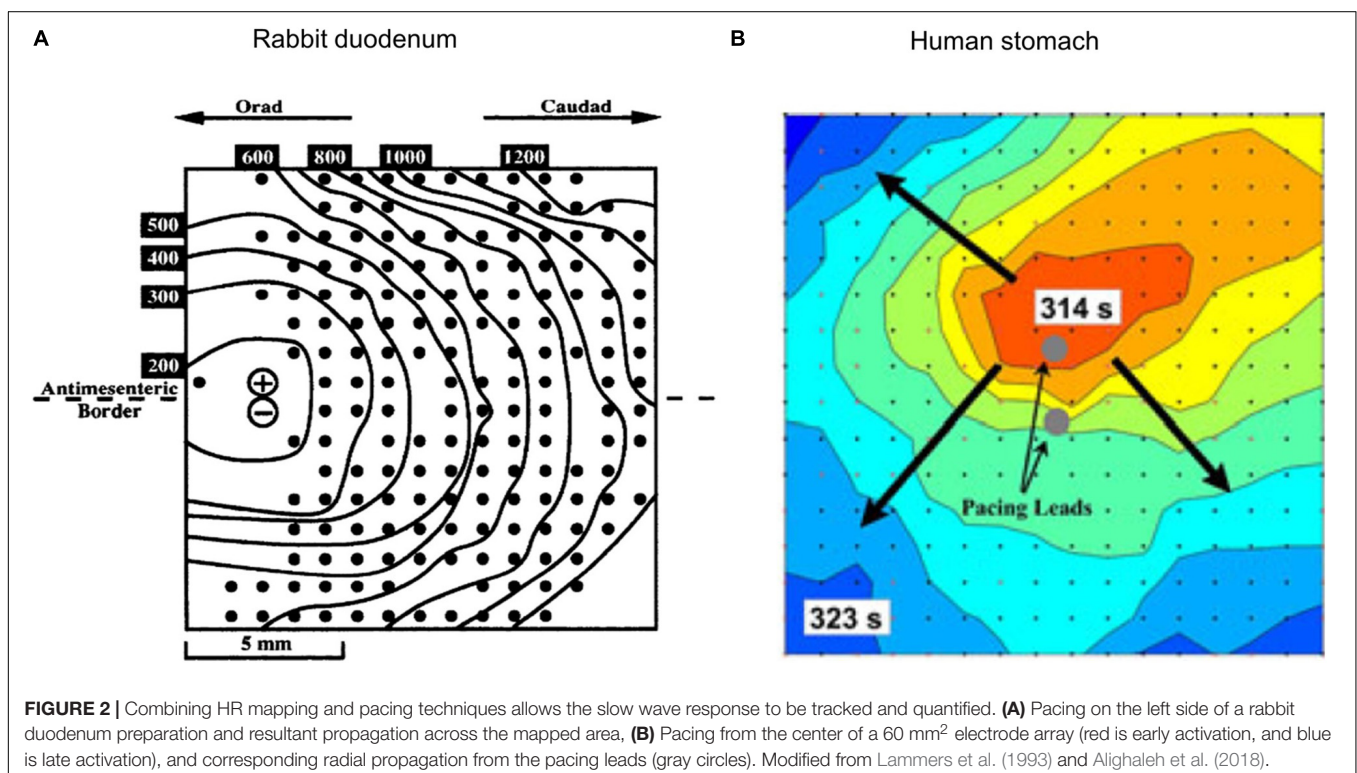 A
Rabbit duodenum
Orad
Caudad
600
800
1000
1200
500
400
300
200
Antimesenteric
Border
+
−
5 mm
B
Human stomach
314 s
Pacing Leads
323 s
FIGURE 2 | Combining HR mapping and pacing techniques allows the slow wave response to be tracked and quantified. (A) Pacing on the left side of a rabbit
duodenum preparation and resultant propagation across the mapped area, (B) Pacing from the center of a 60 mm² electrode array (red is early activation, and blue
is late activation), and corresponding radial propagation from the pacing leads (gray circles). Modified from Lammers et al. (1993) and Alighaleh et al. (2018).